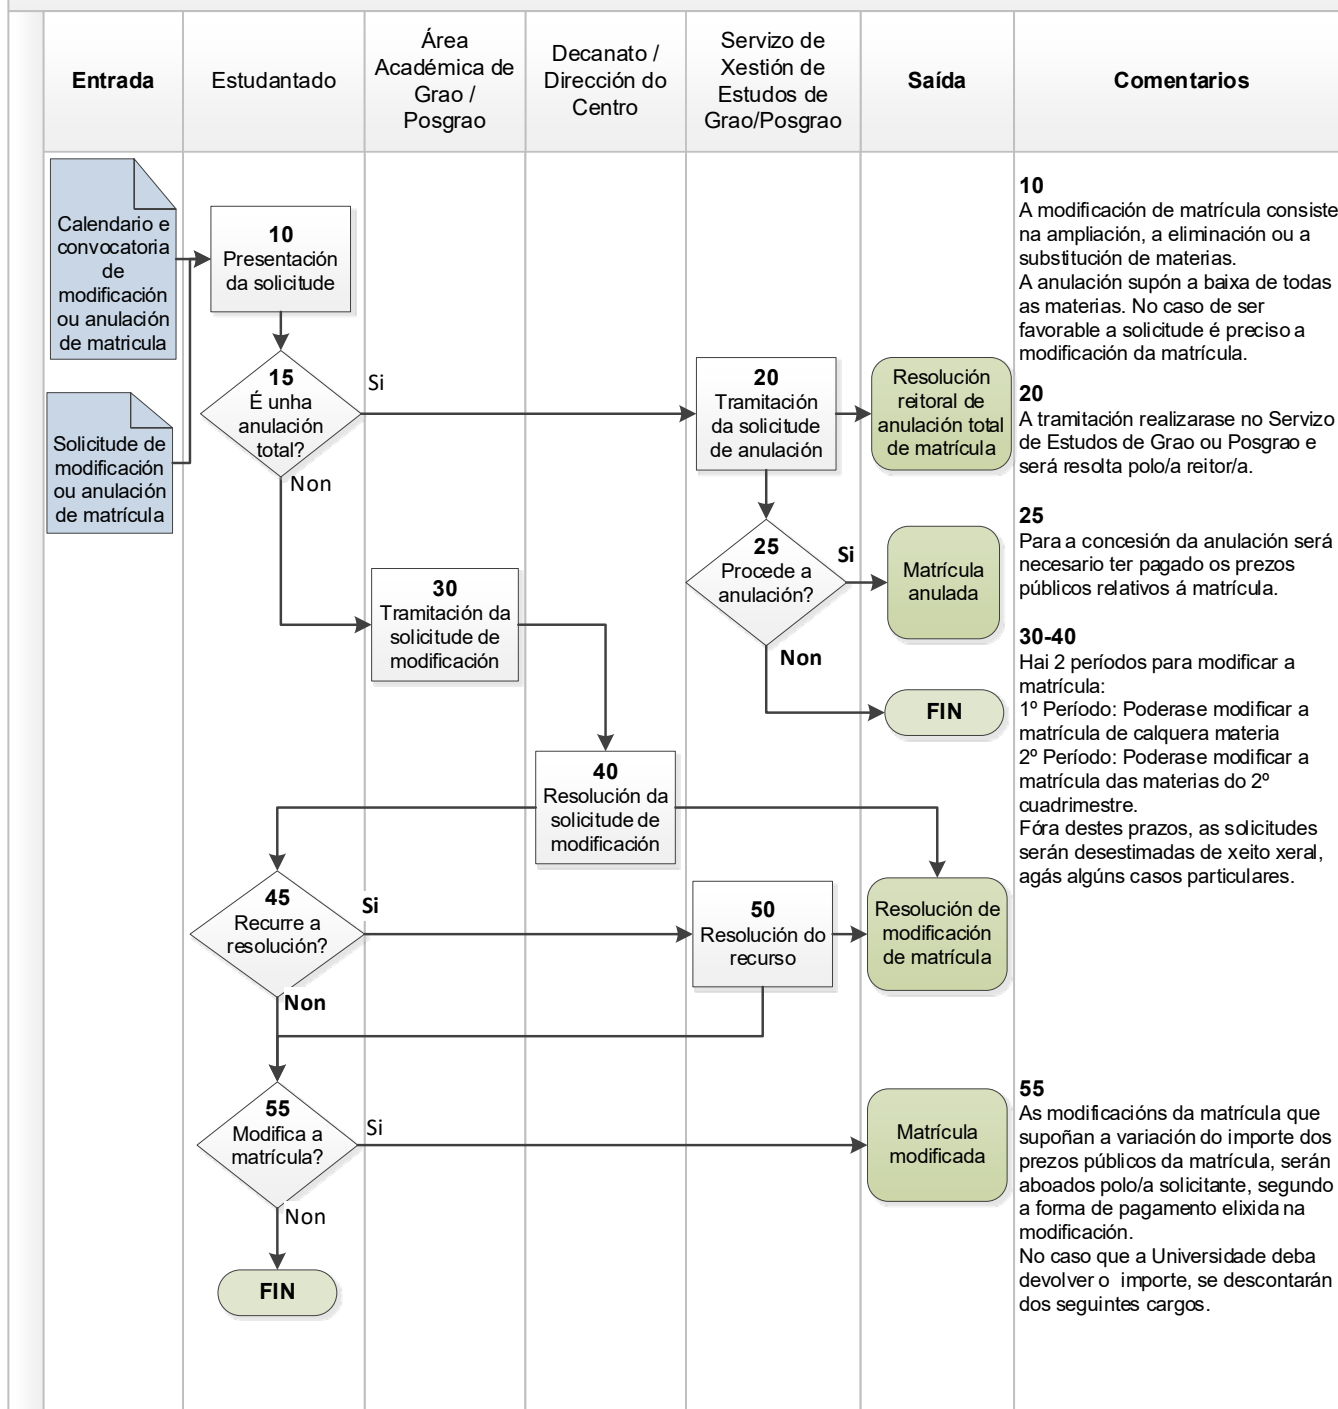 Entrada
Estudantado
Área
Académica de
Grao /
Posgrao
Decanato /
Dirección do
Centro
Servizo de
Xestión de
Estudos de
Grao/Posgrao
Saída
Comentarios
Calendario e
convocatoria
de
modificación
ou anulación
de matricula
Solicitude de
modificación
ou anulación
de matrícula
10
Presentación
da solicitude
15
É unha
anulación
total?
Si
Non
20
Tramitación
da solicitude
de anulación
Resolución
reitoral de
anulación total
de matrícula
25
Procede a
anulación?
Si
Non
Matrícula
anulada
FIN
30
Tramitación da
solicitude de
modificación
40
Resolución da
solicitude de
modificación
45
Recurre a
resolución?
Si
Non
50
Resolución do
recurso
Resolución de
modificación
de matrícula
55
Modifica a
matrícula?
Si
Non
Matrícula
modificada
FIN
10
A modificación de matrícula consiste
na ampliación, a eliminación ou a
substitución de materias.
A anulación supón a baixa de todas
as materias. No caso de ser
favorable a solicitude é preciso a
modificación da matrícula.
20
A tramitación realizarase no Servizo
de Estudos de Grao ou Posgrao e
será resolta polo/a reitor/a.
25
Para a concesión da anulación será
necesario ter pagado os prezos
públicos relativos á matrícula.
30-40
Hai 2 períodos para modificar a
matrícula:
1º Período: Poderase modificar a
matrícula de calquera materia
2º Período: Poderase modificar a
matrícula das materias do 2º
cuadrimestre.
Fóra destes prazos, as solicitudes
serán desestimadas de xeito xeral,
agás algúns casos particulares.
55
As modificacións da matrícula que
supoñan a variación do importe dos
prezos públicos da matrícula, serán
aboados polo/a solicitante, segundo
a forma de pagamento elixida na
modificación.
No caso que a Universidade deba
devolver o importe, se descontarán
dos seguintes cargos.